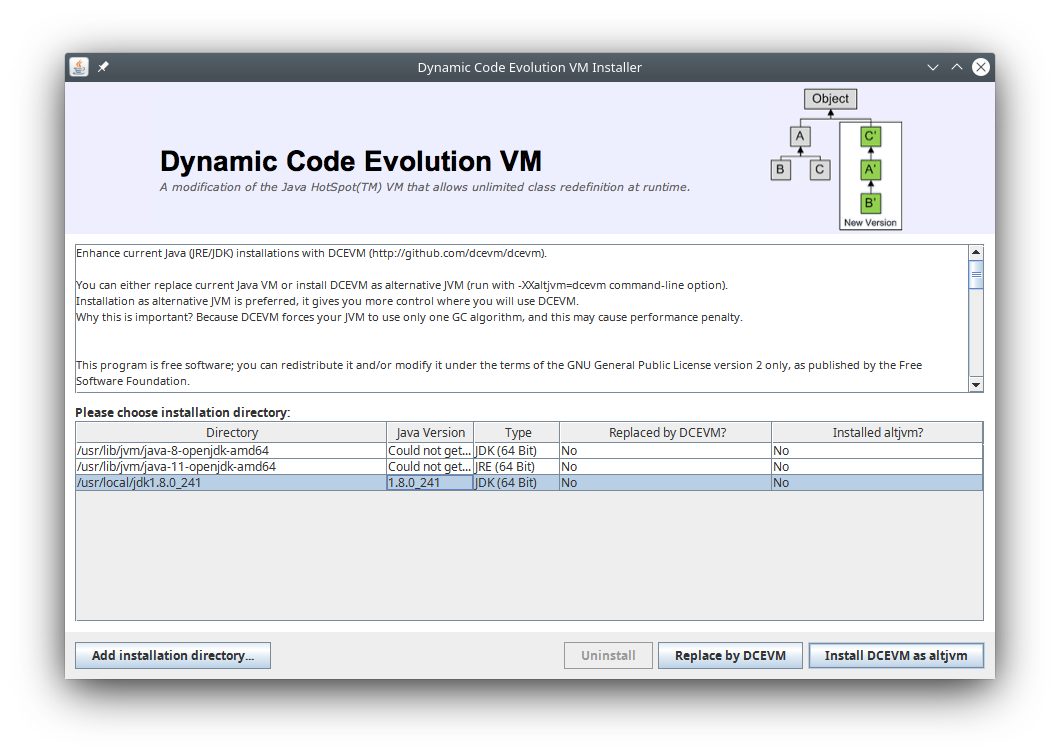 Dynamic Code Evolution VM Installer
Object
A
C'
B
C
A'
B'
New Version
Dynamic Code Evolution VM
A modification of the Java HotSpot(TM) VM that allows unlimited class redefinition at runtime.
Enhance current Java (JRE/JDK) installations with DCEVM (http://github.com/dcevm/dcevm).
You can either replace current Java VM or install DCEVM as alternative JVM (run with -XXaltjvm=dcevm command-line option).
Installation as alternative JVM is preferred, it gives you more control where you will use DCEVM.
Why this is important? Because DCEVM forces your JVM to use only one GC algorithm, and this may cause performance penalty.
This program is free software; you can redistribute it and/or modify it under the terms of the GNU General Public License version 2 only, as published by the Free
Software Foundation.
Please choose installation directory:
Directory Java Version Type Replaced by DCEVM? Installed altjvm?
/usr/lib/jvm/java-8-openjdk-amd64 Could not get... JDK (64 Bit) No No
/usr/lib/jvm/java-11-openjdk-amd64 Could not get... JRE (64 Bit) No No
/usr/local/jdk1.8.0_241 1.8.0_241 JDK (64 Bit) No No
Add installation directory... Uninstall Replace by DCEVM Install DCEVM as altjvm